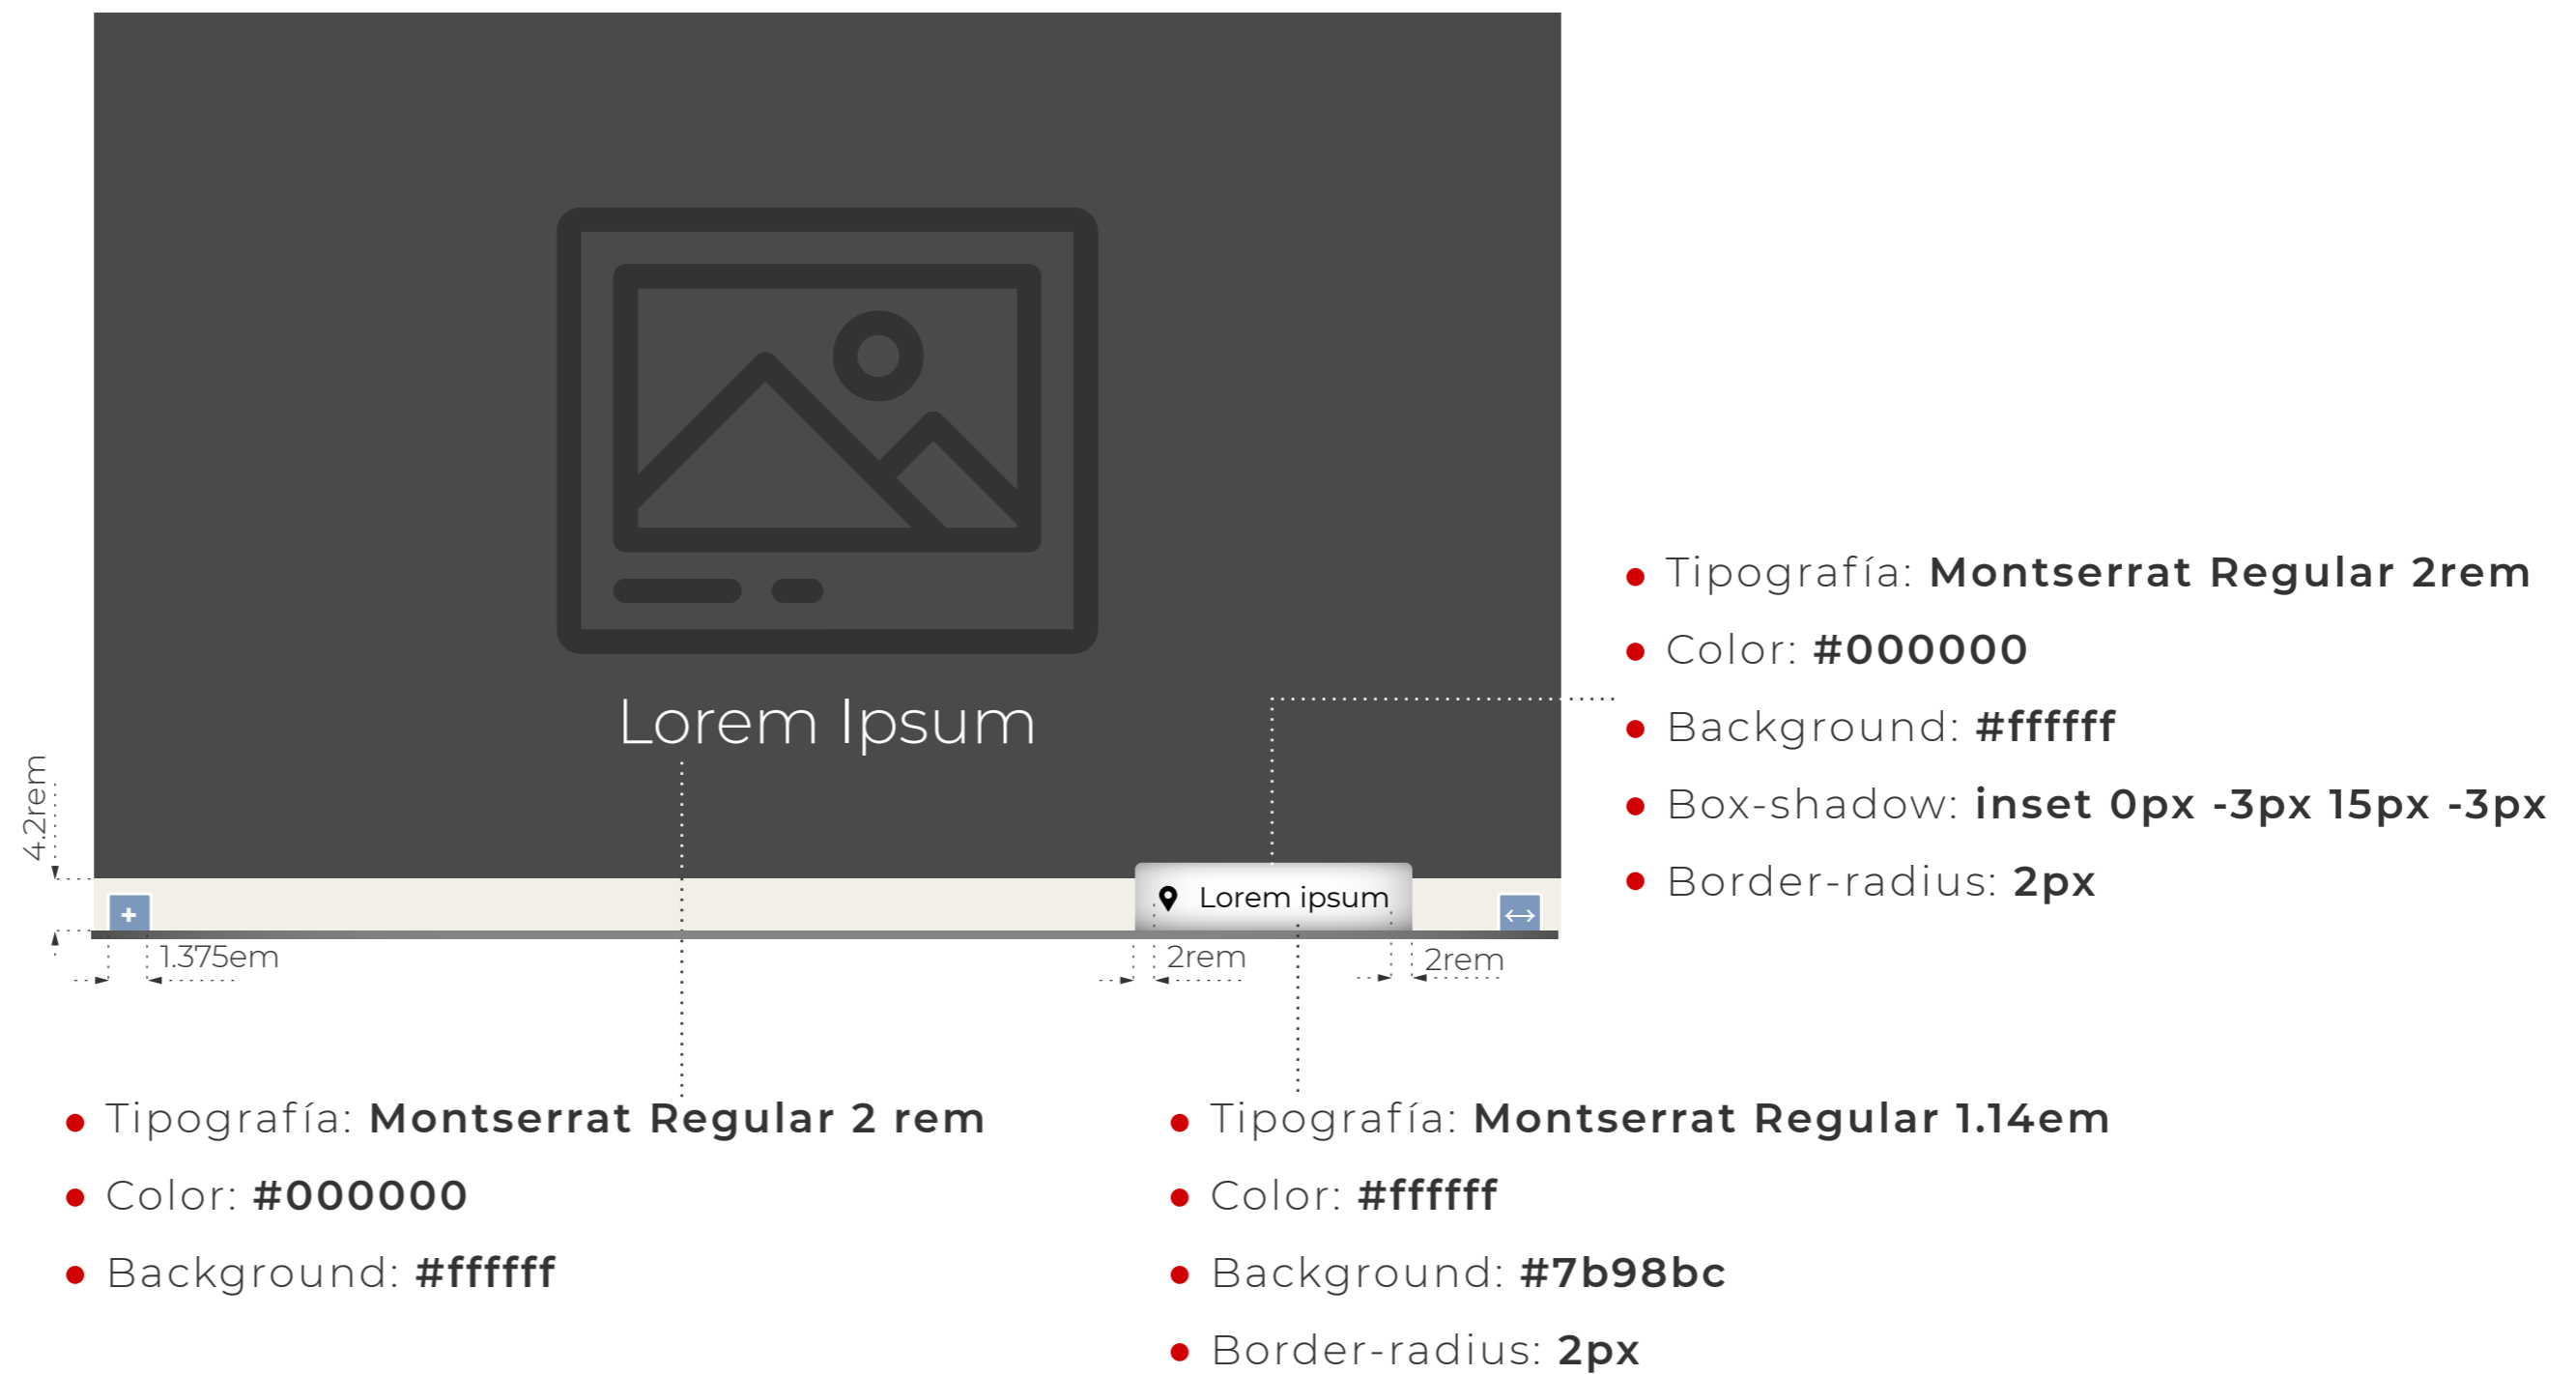 Lorem Ipsum
4.2rem
Lorem ipsum
1.375em
2rem
2rem
Tipografía: Montserrat Regular 2rem
Color: #000000
Background: #ffffff
Box-shadow: inset 0px -3px 15px -3px
Border-radius: 2px
Tipografía: Montserrat Regular 2 rem
Color: #000000
Background: #ffffff
Tipografía: Montserrat Regular 1.14em
Color: #ffffff
Background: #7b98bc
Border-radius: 2px